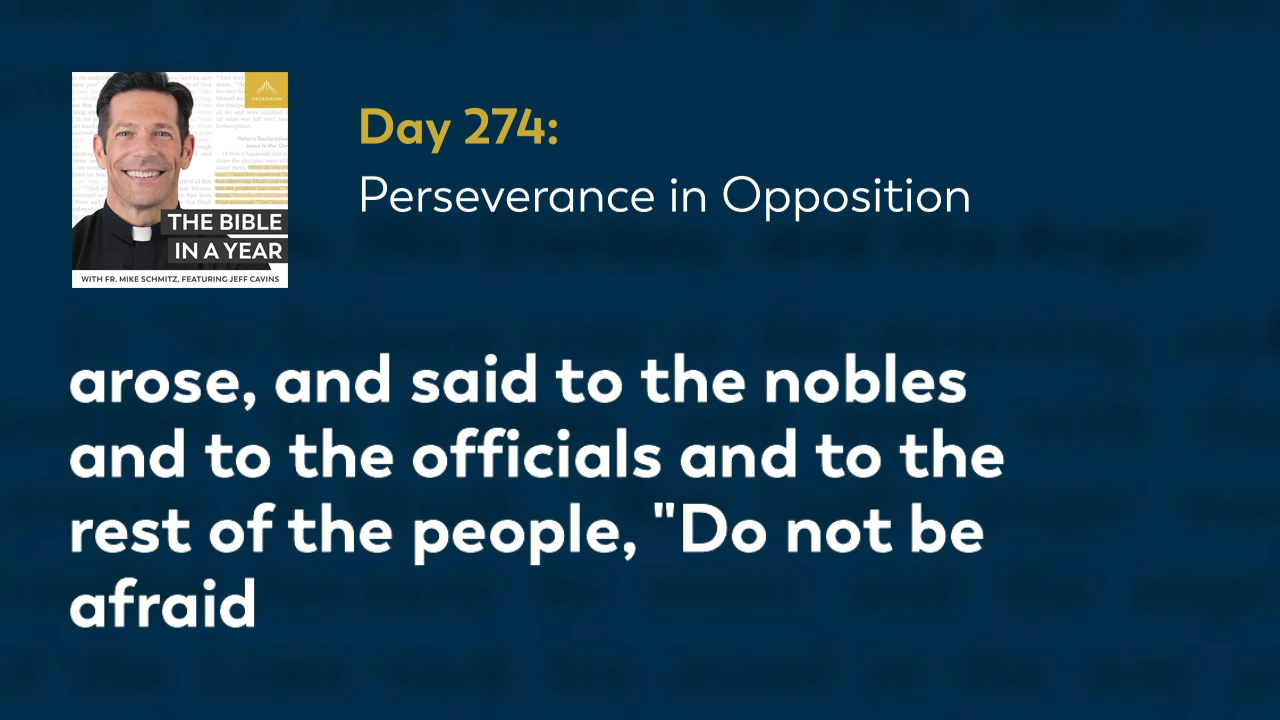 ASCENSION
Day 274:
Perseverance in Opposition
THE BIBLE
IN A YEAR
WITH FR. MIKE SCHMITZ, FEATURING JEFF CAVINS
arose, and said to the nobles
and to the officials and to the
rest of the people, "Do not be
afraid